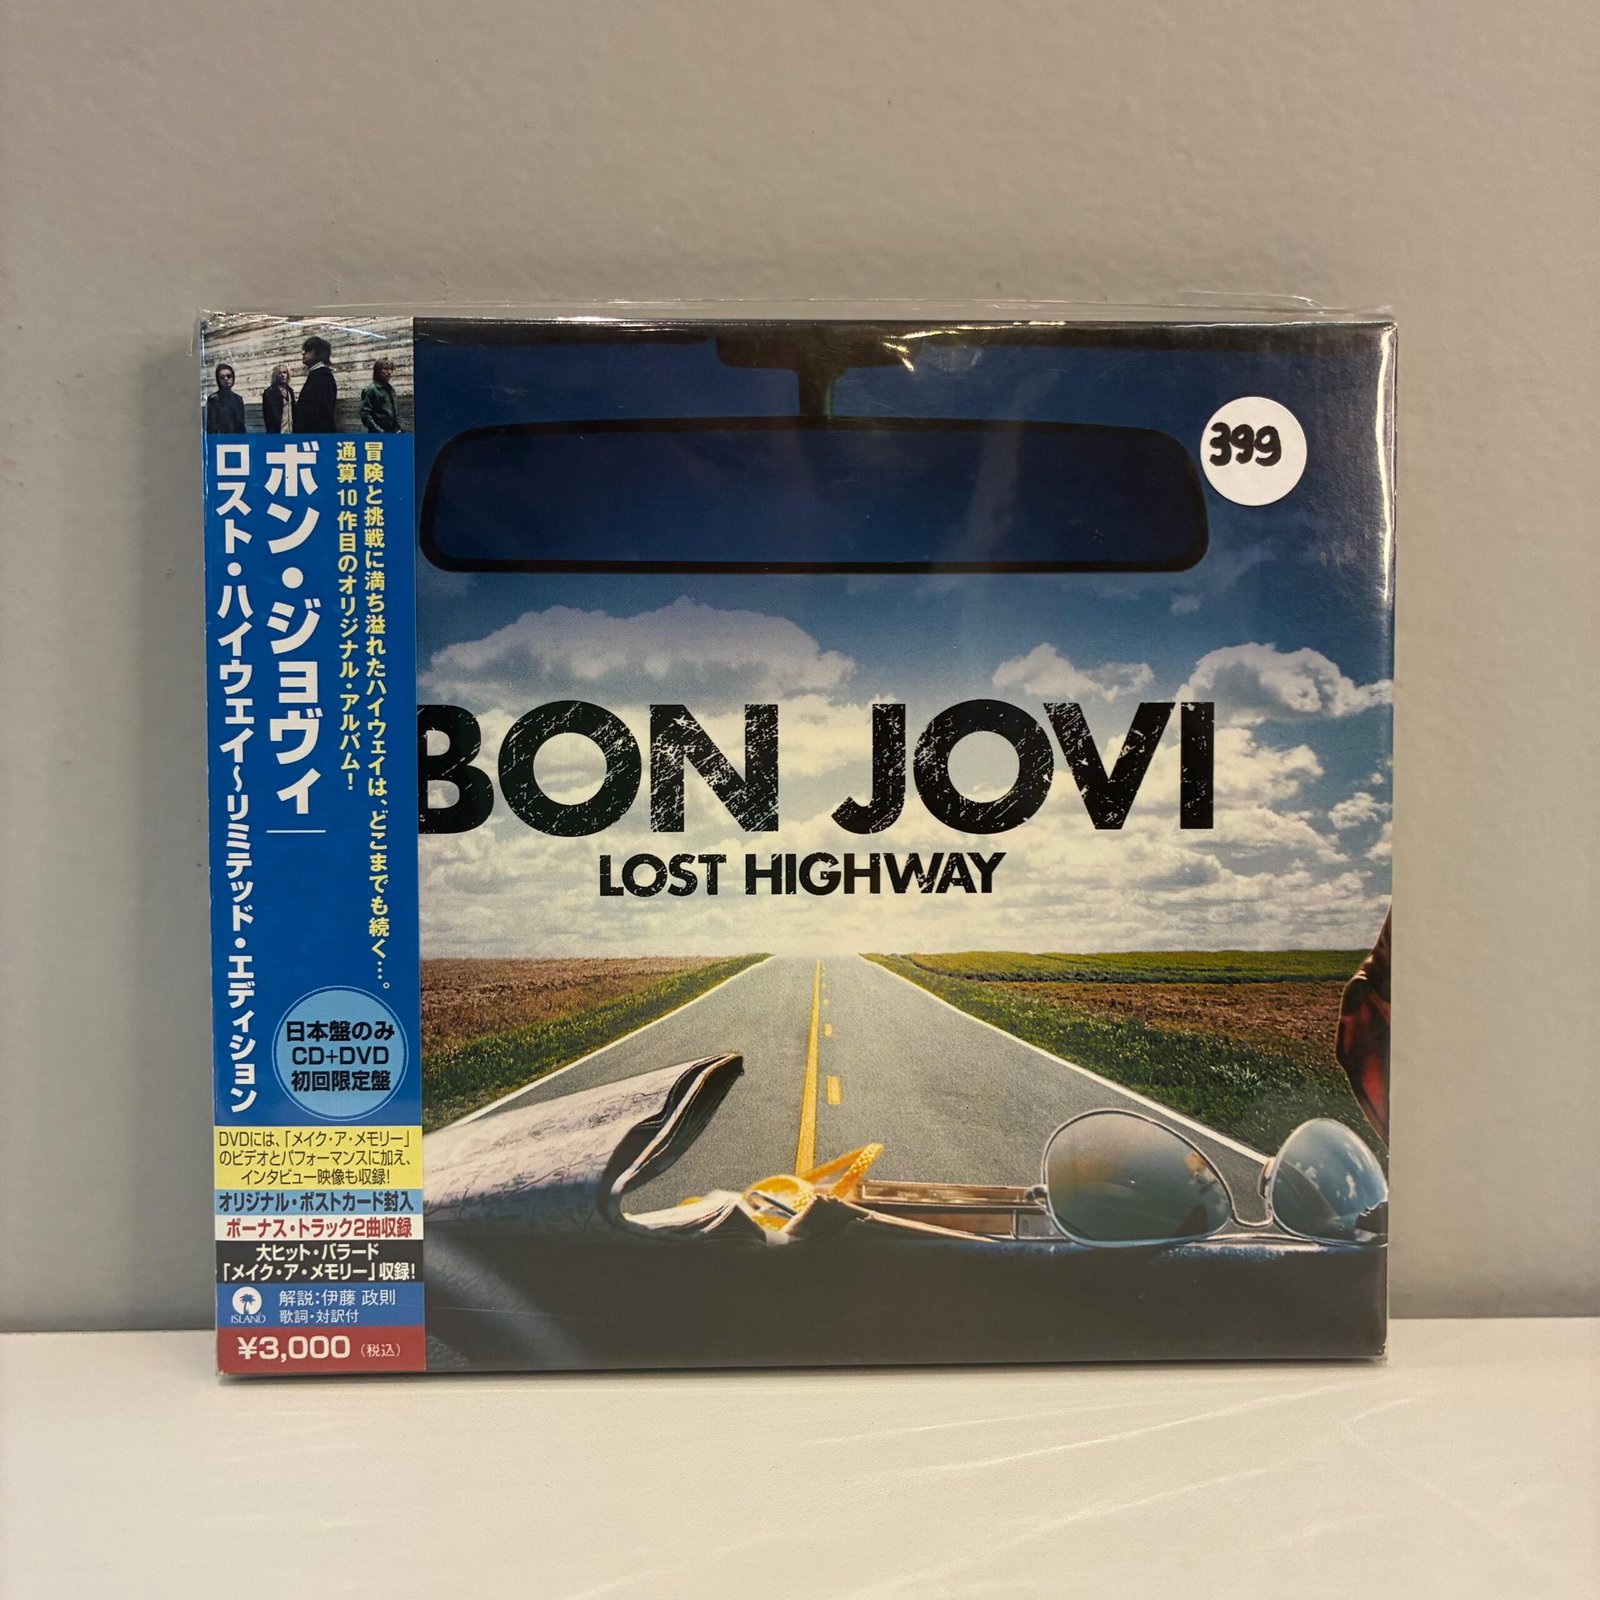 冒険と挑戦に満ち溢れたハイウェイは、どこまでも続く…。
通算10作目のオリジナル・アルバム!
ボン・ジョヴィ
ロスト・ハイウェイ～リミテッド・エディション
日本盤のみ
CD+DVD
初回限定盤
DVDには、「メイク・ア・メモリー」
のビデオとパフォーマンスに加え、
インタビュー映像も収録!
オリジナル・ポストカード封入
ボーナス・トラック2曲収録
大ヒット・バラード
「メイク・ア・メモリー」収録!
ISLAND
解説:伊藤 政則
歌詞・対訳付
¥3,000 (税込)
399
BON JOVI
LOST HIGHWAY